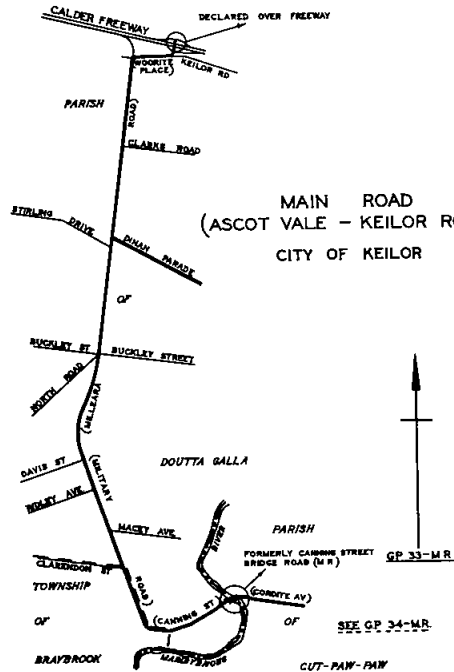 CALDER FREEWAY
DECLARED OVER FREEWAY
(WOORITE
PLACE)
KEILOR RD
PARISH
ROAD)
CLARKS ROAD
MAIN ROAD
(ASCOT VALE - KEILOR R
CITY OF KEILOR
STIRLING DRIVE
DINAH PARADE
OF
BUCKLEY ST
BUCKLEY STREET
NORTH ROAD
(MILLEARA
DAVIS ST
(MILITARY
DOUTTA GALLA
RIDLEY AVE
MACEY AVE
RIVER
PARISH
GP 33-M.R
FORMERLY CANNING STREET
BRIDGE ROAD (M.R)
CLARENDON ST
TOWNSHIP
ROAD)
(CANNING ST)
(CORDITE AV)
SEE GP 34-M.R.
OF
OF
BRAYBROOK
MARIBYRNONG
CUT-PAW-PAW